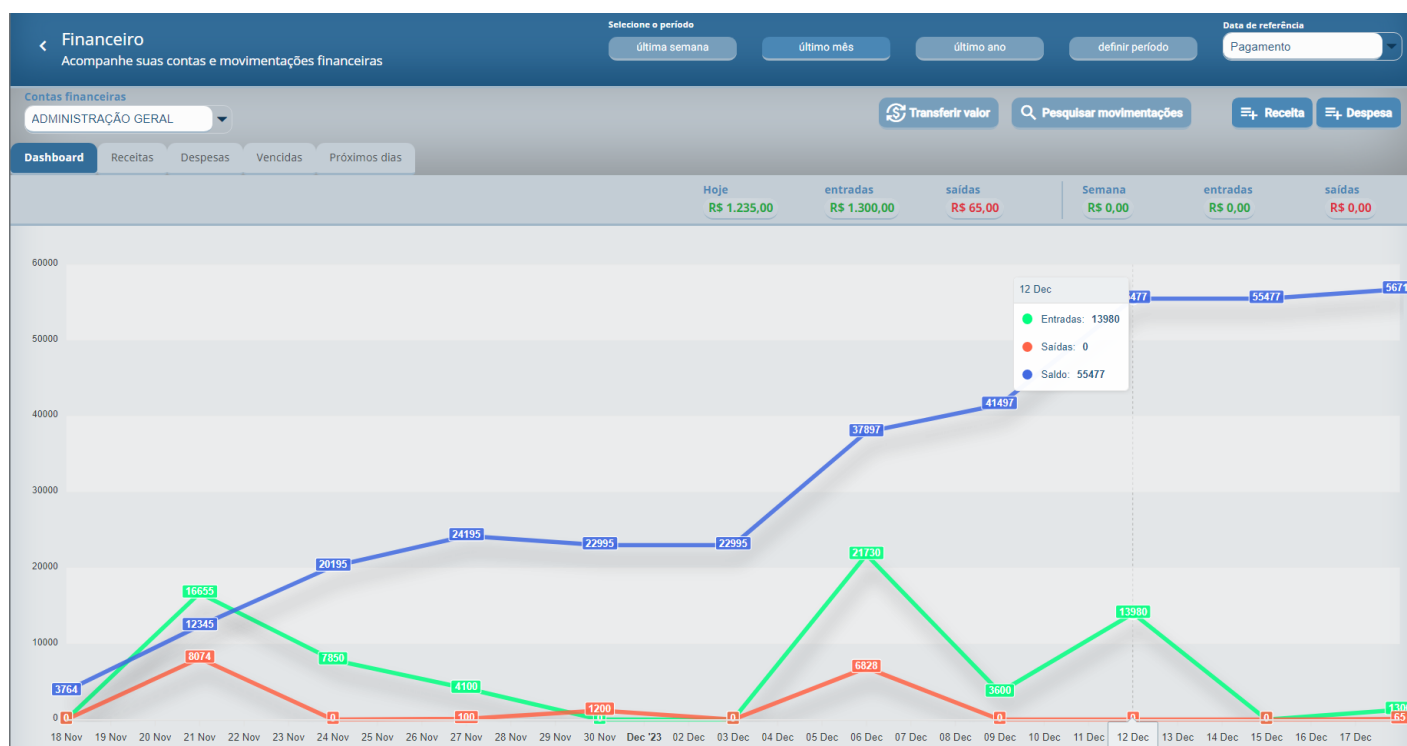 Financeiro
Acompanhe suas contas e movimentações financeiras
Selecione o período
última semana
último mês
último ano
definir período
Data de referência
Pagamento
Contas financeiras
ADMINISTRAÇÃO GERAL
Transferir valor
Pesquisar movimentações
Receita
Despesa
Dashboard
Receitas
Despesas
Vencidas
Próximos dias
Hoje
R$ 1.235,00
entradas
R$ 1.300,00
saídas
R$ 65,00
Semana
R$ 0,00
entradas
R$ 0,00
saídas
R$ 0,00
60000
50000
40000
30000
20000
10000
0
3764
12345
20195
24195
22995
22995
37897
41497
55477
12 Dec
Entradas: 13980
Saídas: 0
Saldo: 55477
16655
7850
4100
0
21730
3600
13980
0
8074
0
100
1200
0
6828
0
0
0
65
18 Nov
19 Nov
20 Nov
21 Nov
22 Nov
23 Nov
24 Nov
25 Nov
26 Nov
27 Nov
28 Nov
29 Nov
30 Nov
Dec '23
02 Dec
03 Dec
04 Dec
05 Dec
06 Dec
07 Dec
08 Dec
09 Dec
10 Dec
11 Dec
12 Dec
13 Dec
14 Dec
15 Dec
16 Dec
17 Dec